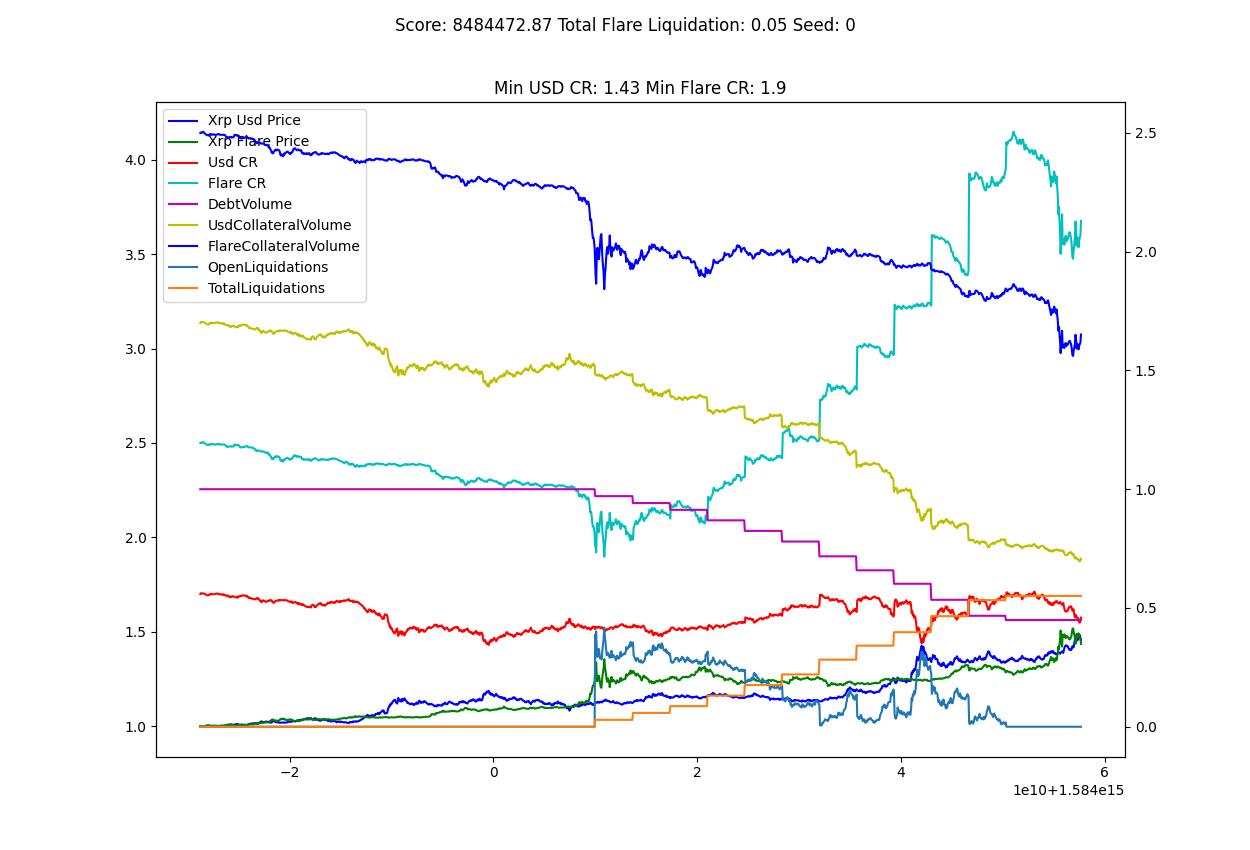 Score: 8484472.87 Total Flare Liquidation: 0.05 Seed: 0
Min USD CR: 1.43 Min Flare CR: 1.9
Xrp Usd Price
Xrp Flare Price
Usd CR
Flare CR
DebtVolume
UsdCollateralVolume
FlareCollateralVolume
OpenLiquidations
TotalLiquidations
4.0
3.5
3.0
2.5
2.0
1.5
1.0
2.5
2.0
1.5
1.0
0.5
0.0
−2
0
2
4
6
1e10+1.584e15